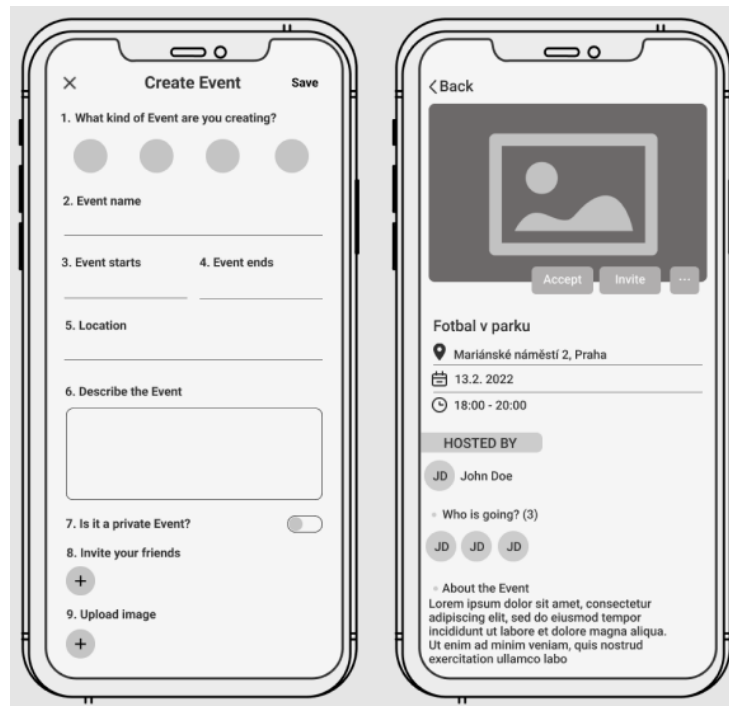 Create Event Save
1. What kind of Event are you creating?
2. Event name
3. Event starts 4. Event ends
5. Location
6. Describe the Event
7. Is it a private Event?
8. Invite your friends
+
9. Upload image
+
Back
Accept Invite ...
Fotbal v parku
Mariánské náměstí 2, Praha
13.2. 2022
18:00 - 20:00
HOSTED BY
JD John Doe
Who is going? (3)
JD JD JD
About the Event
Lorem ipsum dolor sit amet, consectetur
adipiscing elit, sed do eiusmod tempor
incididunt ut labore et dolore magna aliqua.
Ut enim ad minim veniam, quis nostrud
exercitation ullamco labo